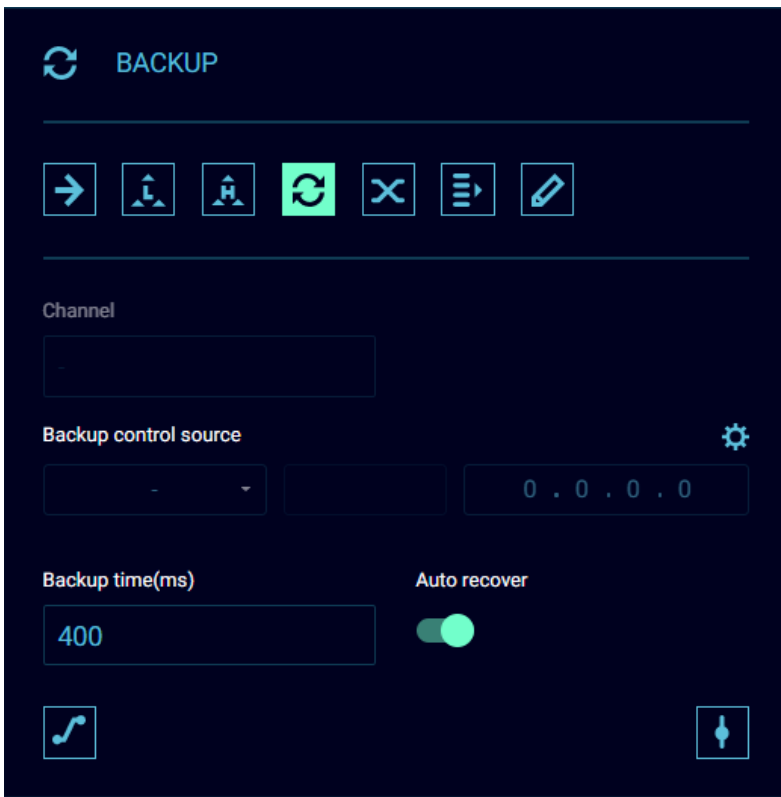 BACKUP
L H
Channel
-
Backup control source
- 0 . 0 . 0 . 0
Backup time(ms) Auto recover
400